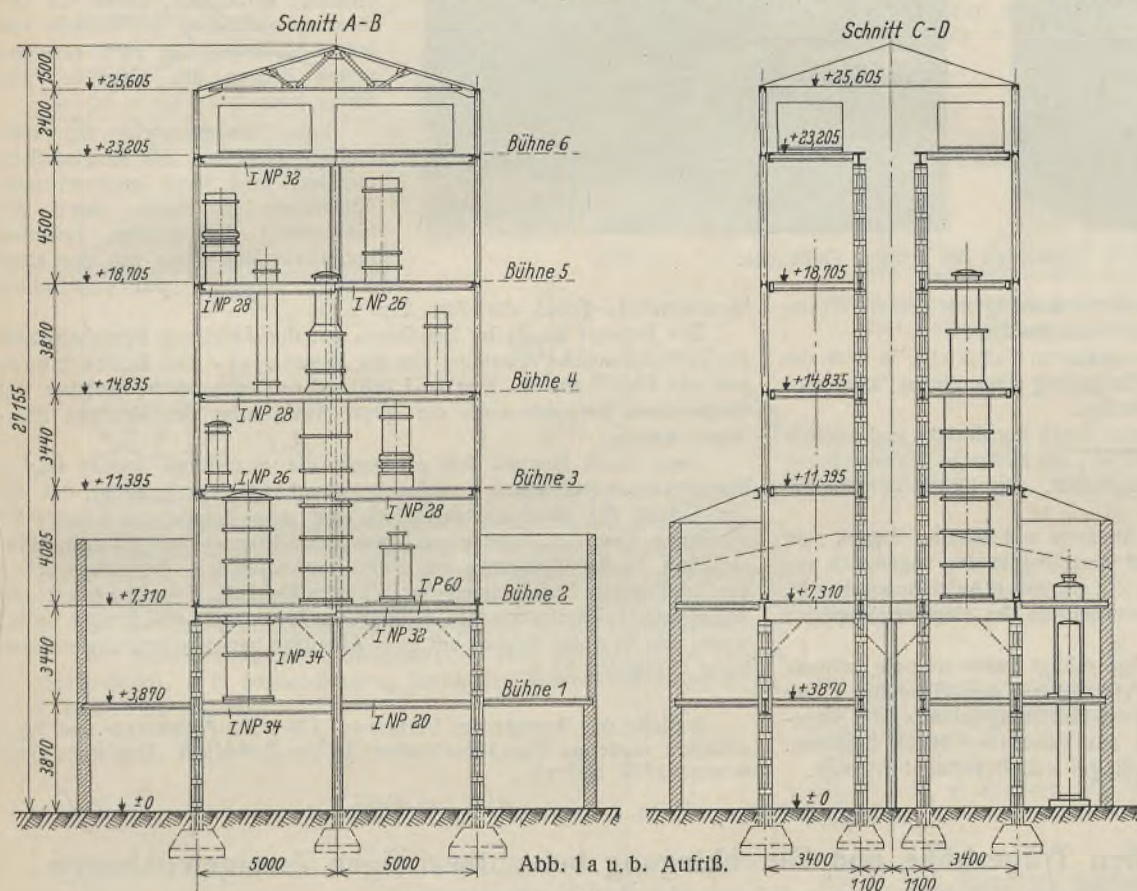 Schnitt A-B
1500
+25,605
2400
+23,205
Bühne 6
I NP 32
4500
+18,705
Bühne 5
I NP 28
I NP 26
3870
+14,835
Bühne 4
I NP 28
27155
3440
I NP 26
+11,395
Bühne 3
I NP 28
4085
I P 60
+7,310
Bühne 2
I NP 32
3440
I NP 34
+3,870
Bühne 1
I NP 34
I NP 20
3870
±0
5000
5000
Schnitt C-D
+25,605
+23,205
+18,705
+14,835
+11,395
+7,310
+3870
±0
3400
3400
1100
1100
Abb. 1 a u. b. Aufriß.